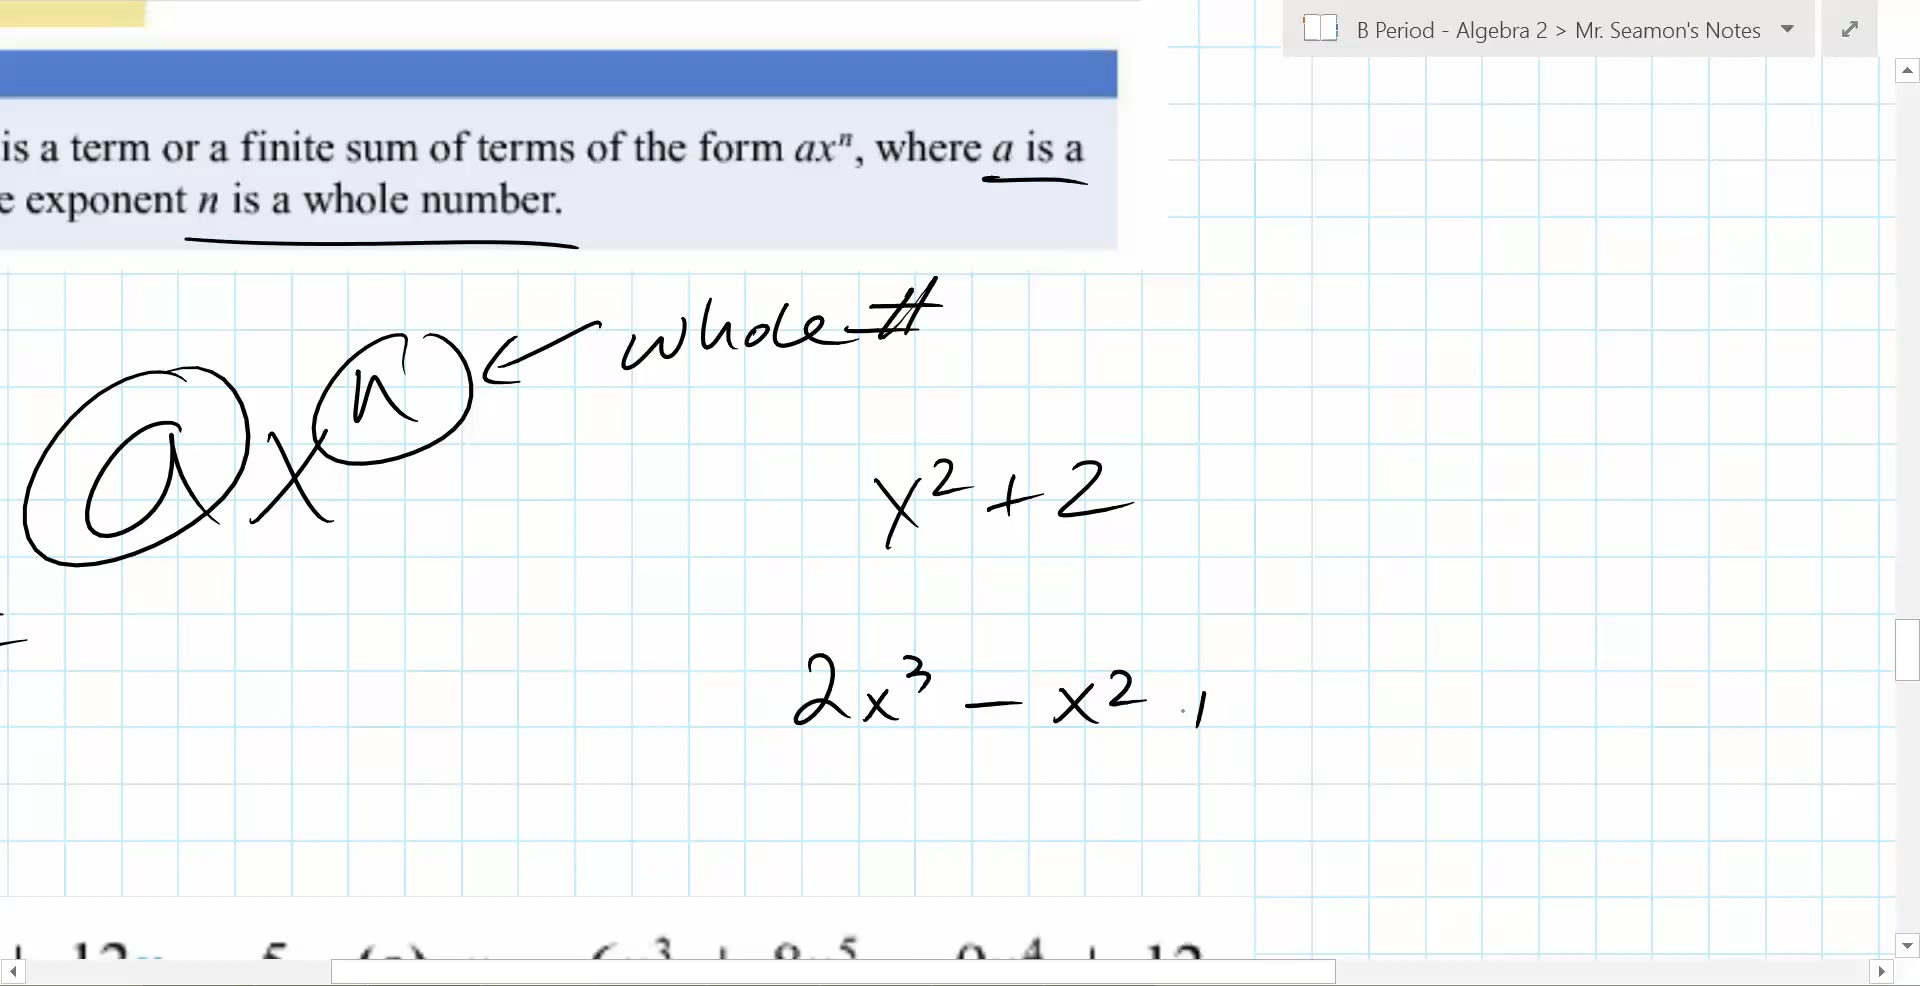 B Period - Algebra 2 > Mr. Seamon's Notes
is a term or a finite sum of terms of the form axⁿ, where a is a
e exponent n is a whole number.
whole #
axⁿ
x² + 2
2x³ − x²